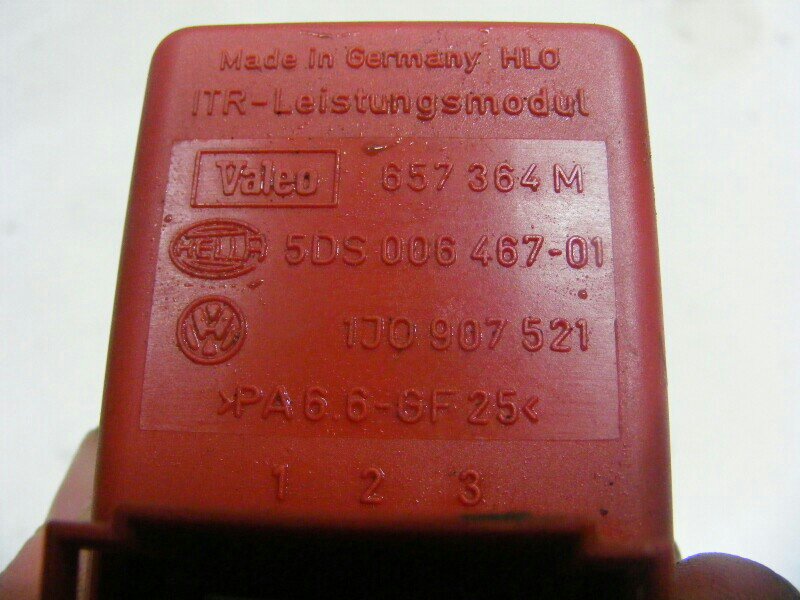 Made in Germany HLO
ITR-Leistungsmodul
Valeo 657 364 M
HELLA 5DS 006 467-01
VW 1J0 907 521
>PA 6.6-GF 25<
1 2 3